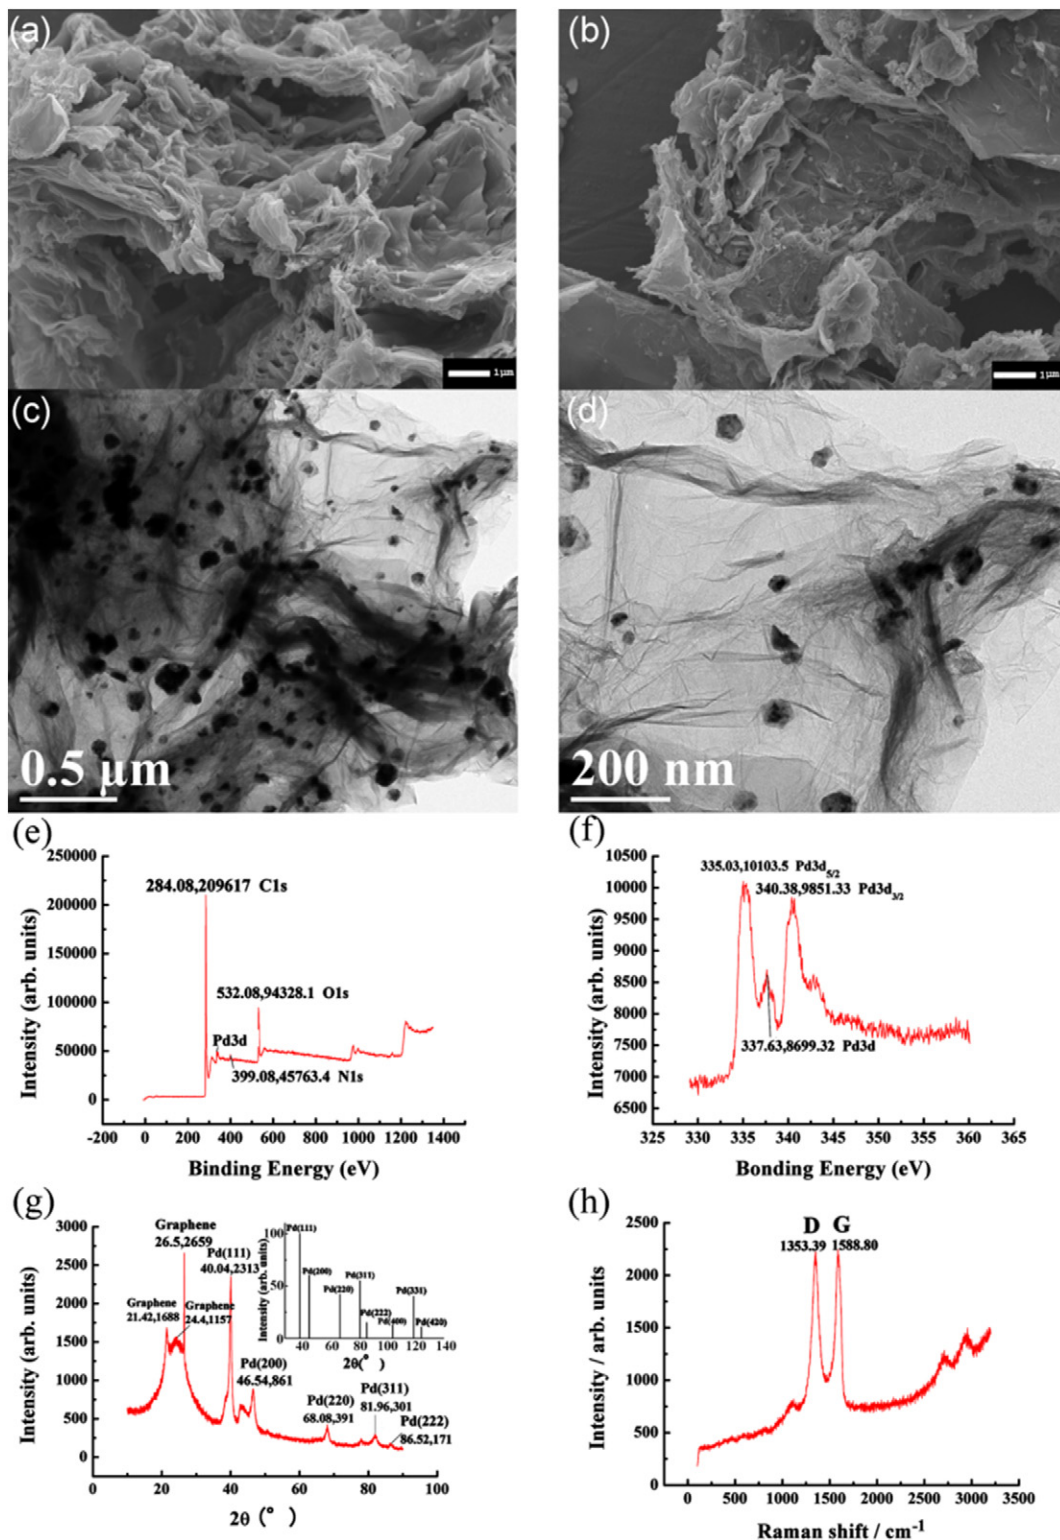 (a)
(b)
1μm
1μm
(c)
(d)
0.5 μm
200 nm
(e)
250000
200000
150000
100000
50000
0
Intensity (arb. units)
284.08,209617 C1s
532.08,94328.1 O1s
Pd3d
399.08,45763.4 N1s
-200 0 200 400 600 800 1000 1200 1400
Binding Energy (eV)
(f)
10500
10000
9500
9000
8500
8000
7500
7000
6500
Intensity (arb. units)
335.03,10103.5 Pd3d5/2
340.38,9851.33 Pd3d3/2
337.63,8699.32 Pd3d
325 330 335 340 345 350 355 360 365
Bonding Energy (eV)
(g)
3000
2500
2000
1500
1000
500
0
Intensity (arb. units)
Graphene
26.5,2659
Pd(111)
40.04,2313
Graphene
21.42,1688
Graphene
24.4,1157
Pd(200)
46.54,861
Pd(220)
68.08,391
Pd(311)
81.96,301
Pd(222)
86.52,171
0 20 40 60 80 100
2θ (°)
100
50
0
Intensity (arb. units)
Pd(111)
Pd(200)
Pd(220)
Pd(311)
Pd(222)
Pd(400)
Pd(331)
Pd(420)
40 60 80 100 120 140
2θ(°)
(h)
2500
2000
1500
1000
500
0
Intensity / arb. units
D G
1353.39 1588.80
0 500 1000 1500 2000 2500 3000 3500
Raman shift / cm-1